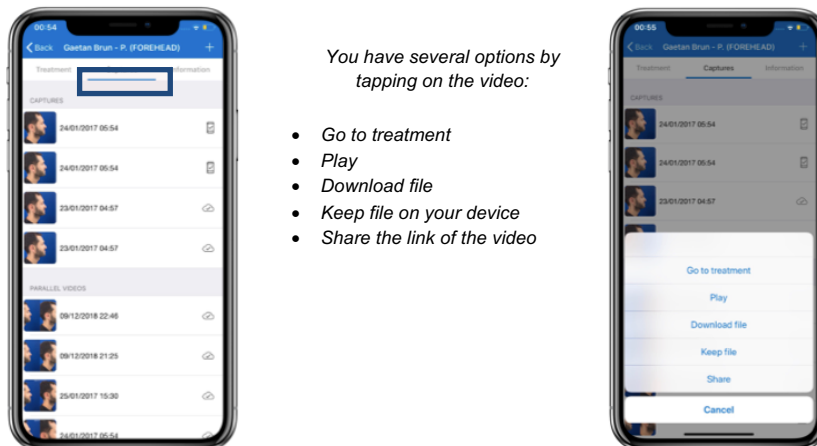 00:54
Back Gaetan Brun - P. (FOREHEAD) +
Treatment Information
CAPTURES
24/01/2017 05:54
24/01/2017 05:54
23/01/2017 04:57
23/01/2017 04:57
PARALLEL VIDEOS
09/12/2018 22:46
09/12/2018 21:25
25/01/2017 15:30
24/01/2017 05:54
You have several options by
tapping on the video:
• Go to treatment
• Play
• Download file
• Keep file on your device
• Share the link of the video
00:55
Back Gaetan Brun - P. (FOREHEAD) +
Treatment Captures Information
CAPTURES
24/01/2017 05:54
24/01/2017 05:54
23/01/2017 04:57
Go to treatment
Play
Download file
Keep file
Share
Cancel